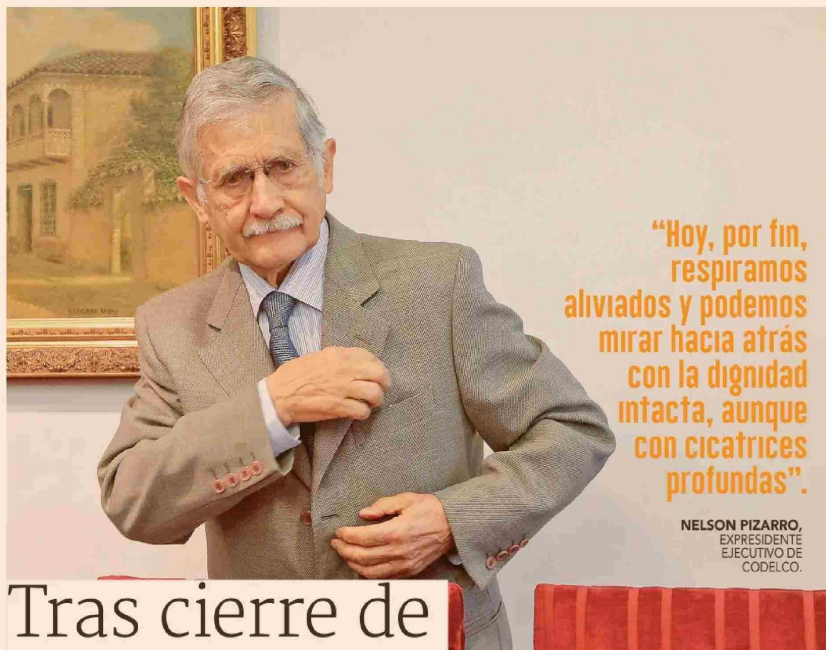 “Hoy, por fin,
respiramos
aliviados y podemos
mirar hacia atrás
con la dignidad
intacta, aunque
con cicatrices
profundas”.
NELSON PIZARRO,
EXPRESIDENTE
EJECUTIVO DE
CODELCO.
Tras cierre de